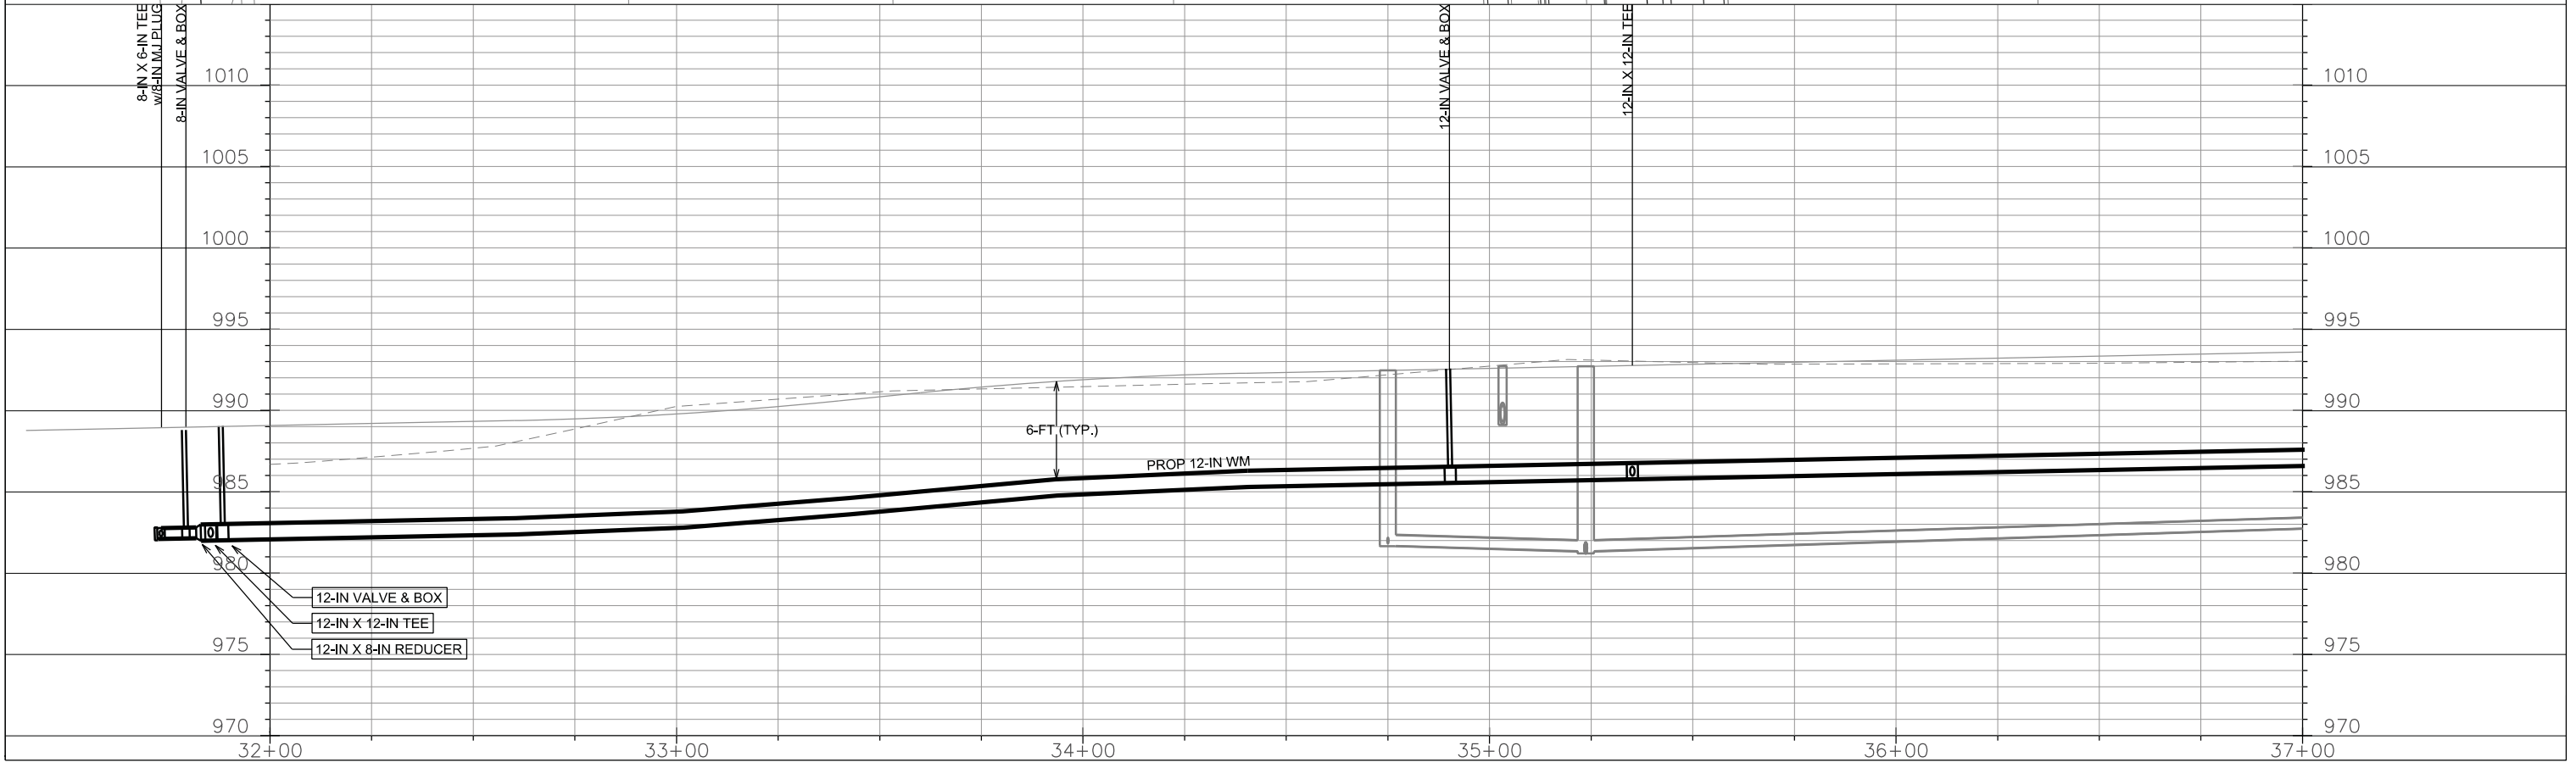 8-IN X 6-IN TEE
w/8-IN MJ PLUG
8-IN VALVE & BOX
12-IN VALVE & BOX
12-IN X 12-IN TEE
1010
1010
1005
1005
1000
1000
995
995
990
990
6-FT (TYP.)
PROP 12-IN WM
985
985
980
980
12-IN VALVE & BOX
12-IN X 12-IN TEE
12-IN X 8-IN REDUCER
975
975
970
970
32+00
33+00
34+00
35+00
36+00
37+00